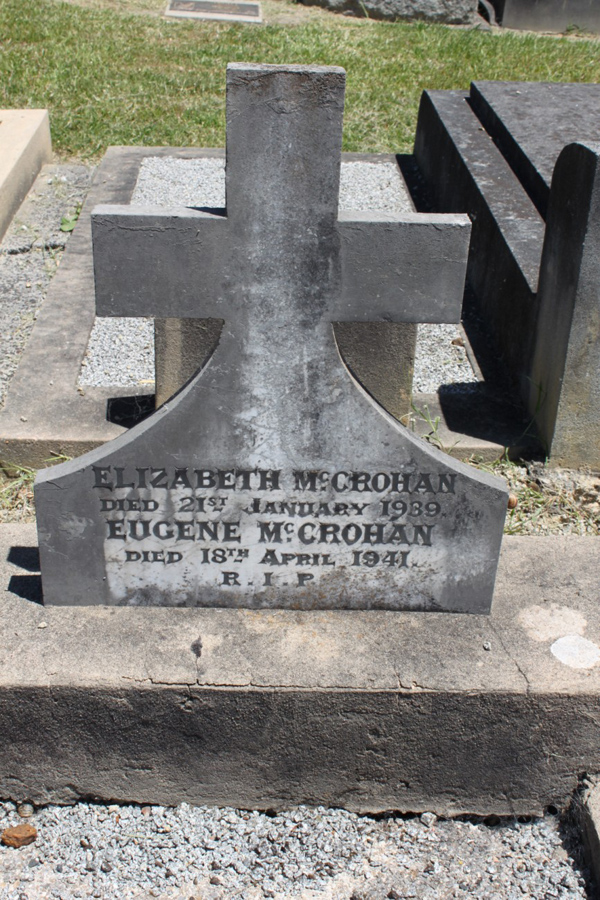 ELIZABETH McCROHAN
DIED 21ST JANUARY 1939.
EUGENE McCROHAN
DIED 18TH APRIL 1941.
R.I.P.